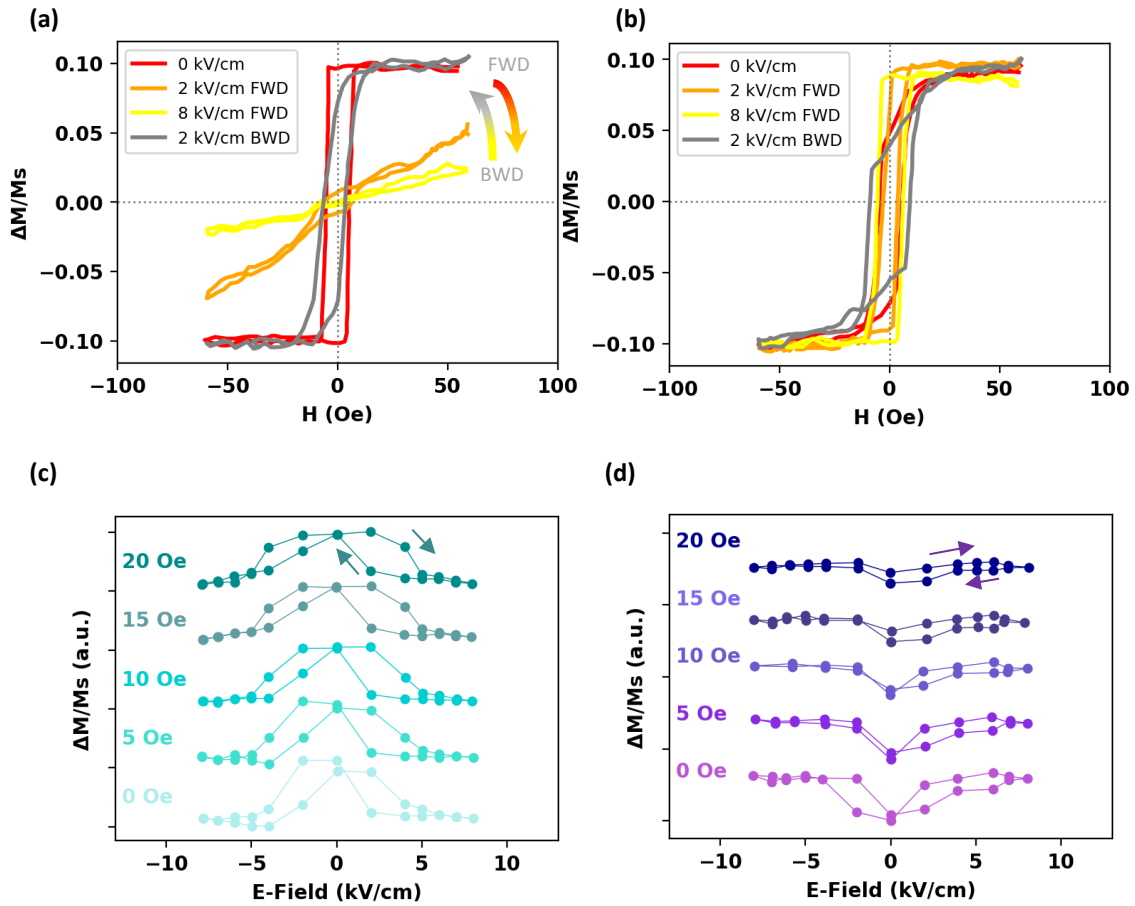 (a)
0 kV/cm
2 kV/cm FWD
8 kV/cm FWD
2 kV/cm BWD
FWD
BWD
0.10
0.05
0.00
−0.05
−0.10
ΔM/Ms
−100
−50
0
50
100
H (Oe)
(b)
0 kV/cm
2 kV/cm FWD
8 kV/cm FWD
2 kV/cm BWD
0.10
0.05
0.00
−0.05
−0.10
ΔM/Ms
−100
−50
0
50
100
H (Oe)
(c)
20 Oe
15 Oe
10 Oe
5 Oe
0 Oe
ΔM/Ms (a.u.)
−10
−5
0
5
10
E-Field (kV/cm)
(d)
20 Oe
15 Oe
10 Oe
5 Oe
0 Oe
ΔM/Ms (a.u.)
−10
−5
0
5
10
E-Field (kV/cm)